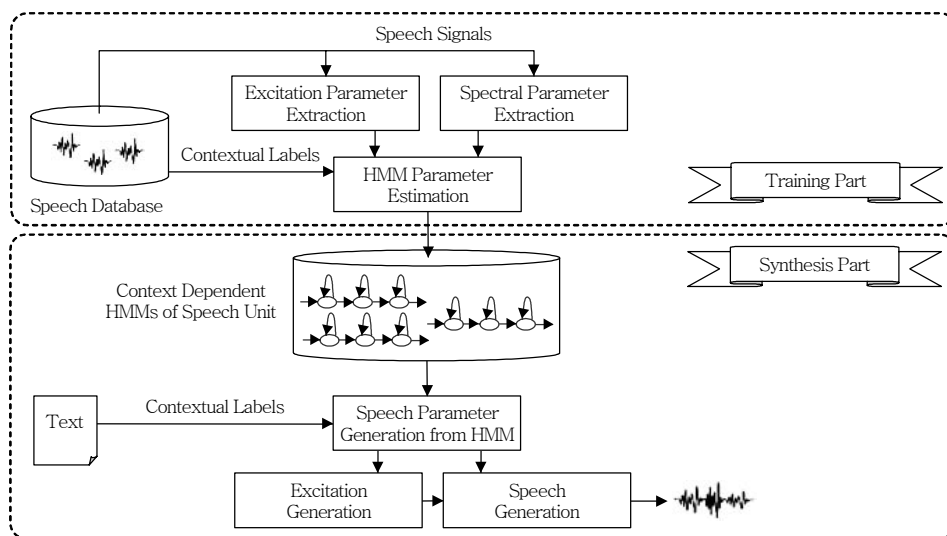 Speech Signals
Excitation Parameter
Extraction
Spectral Parameter
Extraction
Contextual Labels
HMM Parameter
Estimation
Speech Database
Training Part
Synthesis Part
Context Dependent
HMMs of Speech Unit
Text
Contextual Labels
Speech Parameter
Generation from HMM
Excitation
Generation
Speech
Generation